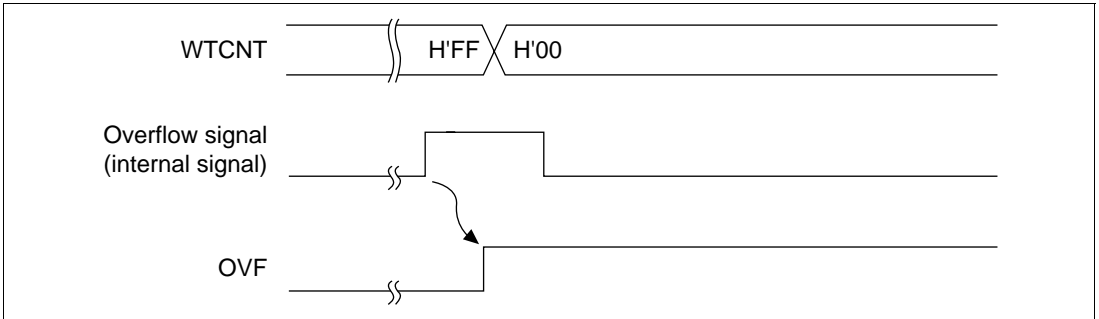 WTCNT
H'FF H'00
Overflow signal
(internal signal)
OVF